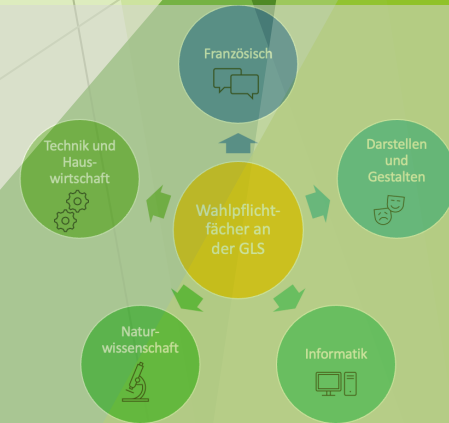 Französisch
Darstellen
und
Gestalten
Informatik
Natur-
wissenschaft
Technik und
Haus-
wirtschaft
Wahlpflicht-
fächer an
der GLS